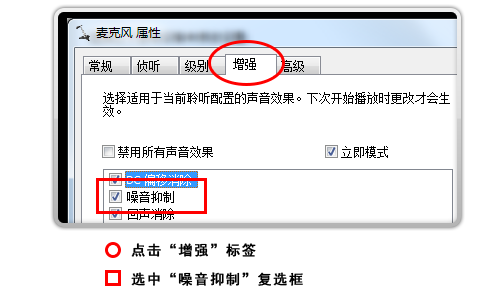 麦克风 属性
常规 侦听 级别 增强 高级
选择适用于当前聆听配置的声音效果。下次开始播放时更改才会生
效。
禁用所有声音效果 立即模式
DC 偏移消除
噪音抑制
回声消除
点击“增强”标签
选中“噪音抑制”复选框